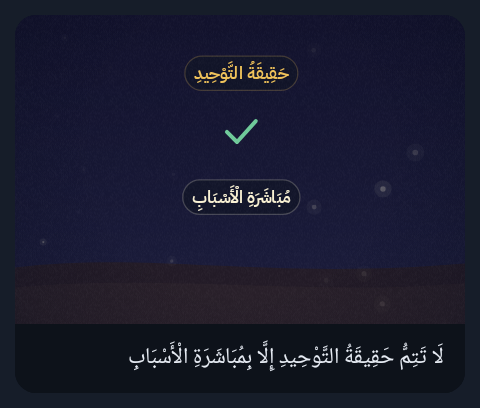 حَقِيقَةُ التَّوْحِيدِ
مُبَاشَرَةِ الْأَسْبَابِ
لَا تَتِمُّ حَقِيقَةُ التَّوْحِيدِ إِلَّا بِمُبَاشَرَةِ الْأَسْبَابِ